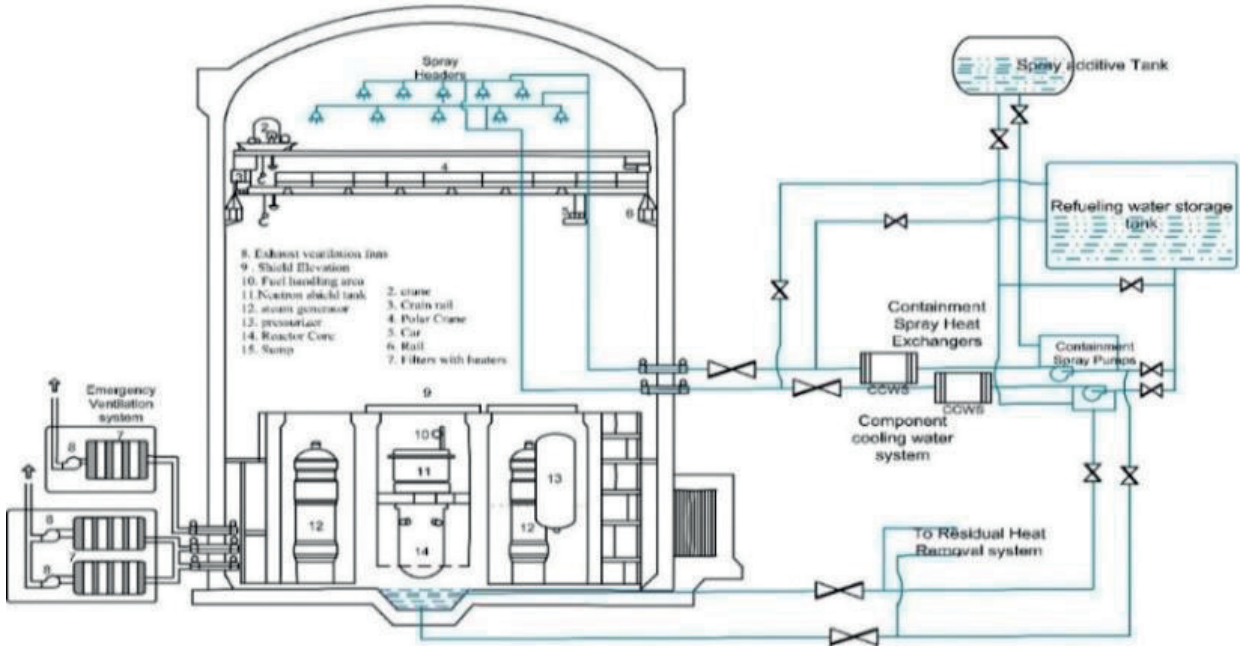 Spray
Headers
Spray additive Tank
Refueling water storage
tank
2
3
4
5
6
8. Exhaust ventilation fans
9 . Shield Elevation
10. Fuel handling area
11.Neutron shield tank
12. steam generator
13. pressurizer
14. Reactor Core
15. Sump
2. crane
3. Crain rail
4. Polar Crane
5. Car
6. Rail
7. Filters with heaters
Containment
Spray Heat
Exchangers
Containment
Spray Pumps
CCWS
CCWS
Component
cooling water
system
Emergency
Ventilation
system
7
8
8
7
8
9
10
11
12
13
12
14
To Residual Heat
Removal system